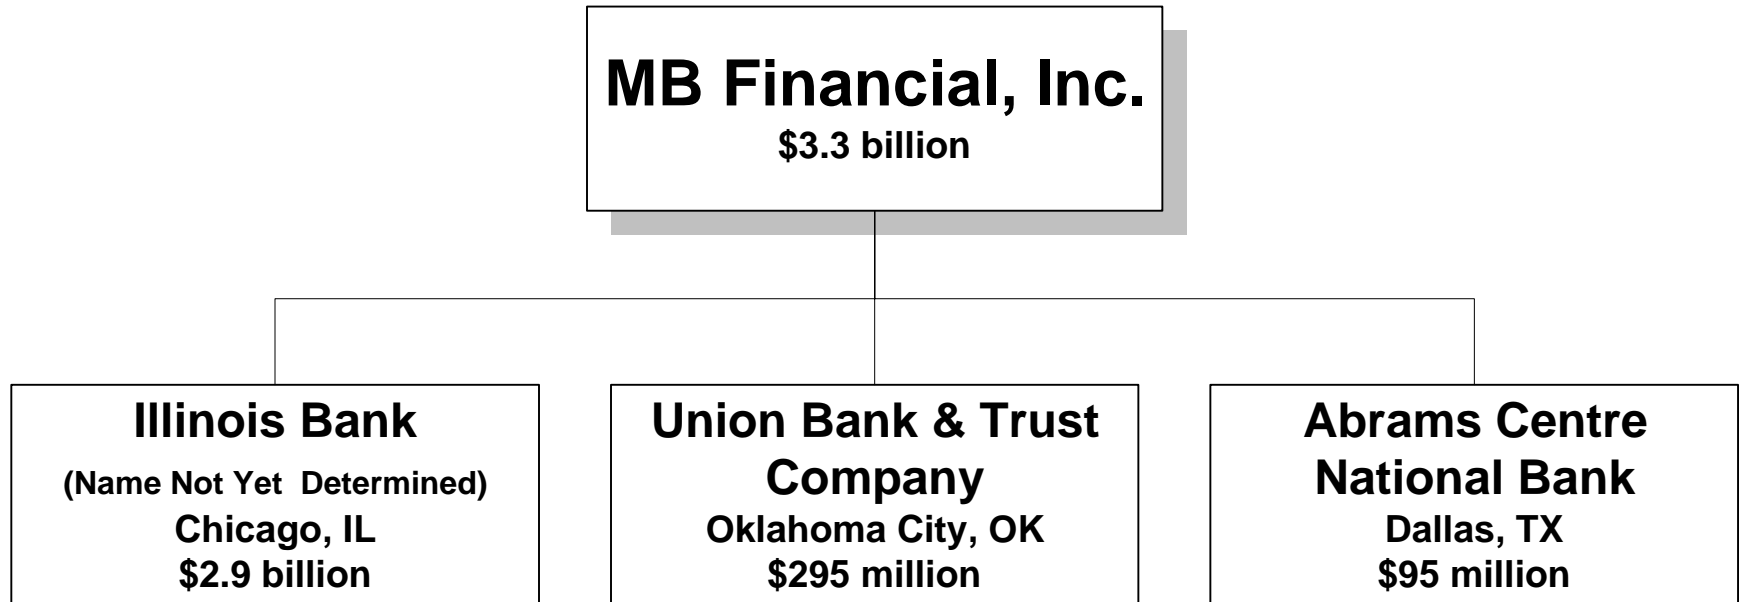 MB Financial, Inc.
$3.3 billion
Illinois Bank
(Name Not Yet Determined)
Chicago, IL
$2.9 billion
Union Bank & Trust
Company
Oklahoma City, OK
$295 million
Abrams Centre
National Bank
Dallas, TX
$95 million